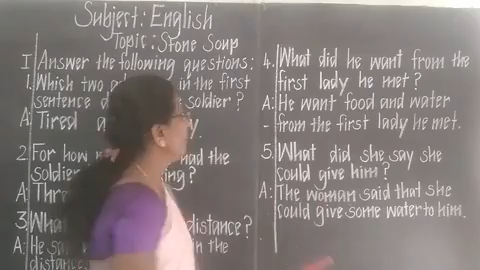 Subject: English
Topic: Stone Soup
I Answer the following questions:
1. Which two in the first
sentence soldier?
A: Tired
2. For how had the
soldier
A:
3. distance?
A: He in the
distance
4. What did he want from the
first lady he met?
A: He want food and water
- from the first lady he met.
5. What did she say she
could give him?
A: The woman said that she
could give some water to him.